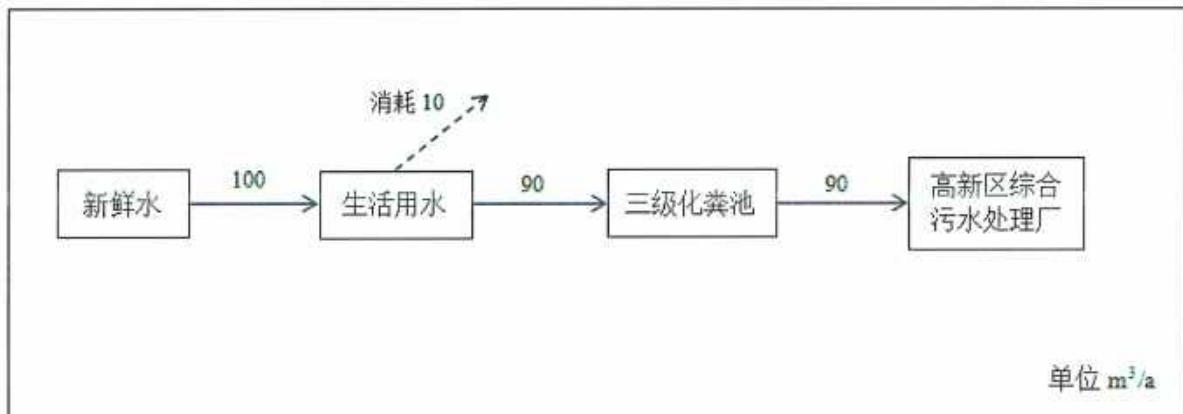 消耗 10
新鲜水
100
生活用水
90
三级化粪池
90
高新区综合
污水处理厂
单位 m³/a